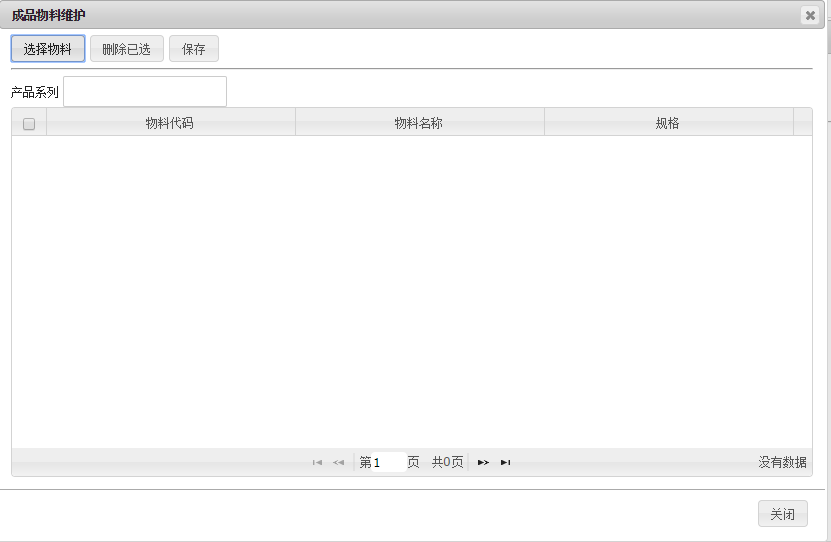 成品物料维护
选择物料 删除已选 保存
产品系列
物料代码 物料名称 规格
第 1 页 共0页 没有数据
关闭